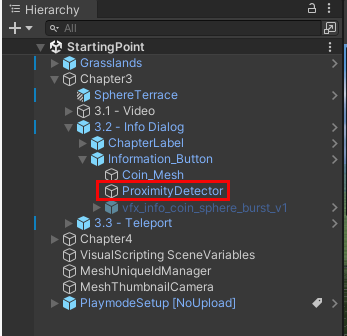 Hierarchy
All
StartingPoint
Grasslands
Chapter3
SphereTerrace
3.1 - Video
3.2 - Info Dialog
ChapterLabel
Information_Button
Coin_Mesh
ProximityDetector
vfx_info_coin_sphere_burst_v1
3.3 - Teleport
Chapter4
VisualScripting SceneVariables
MeshUniqueIdManager
MeshThumbnailCamera
PlaymodeSetup [NoUpload]